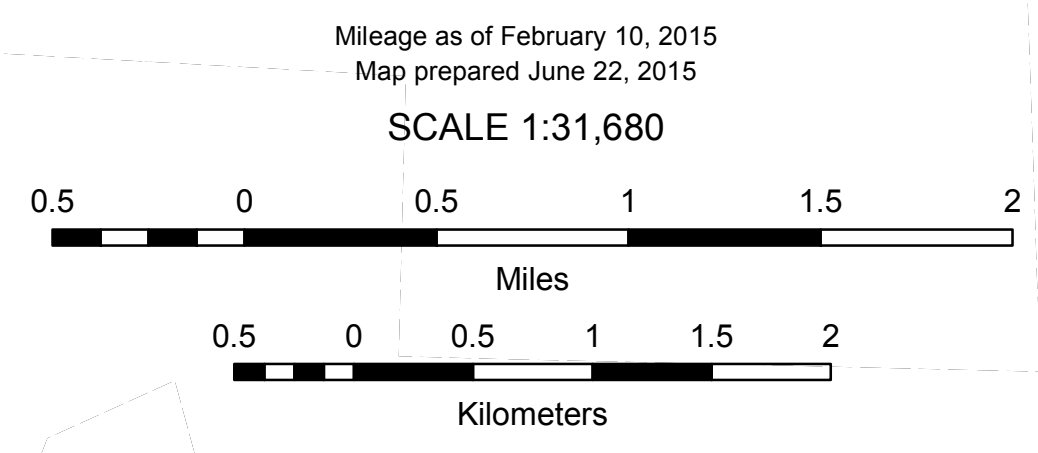 Mileage as of February 10, 2015
Map prepared June 22, 2015
SCALE 1:31,680
0.5 0 0.5 1 1.5 2
Miles
0.5 0 0.5 1 1.5 2
Kilometers